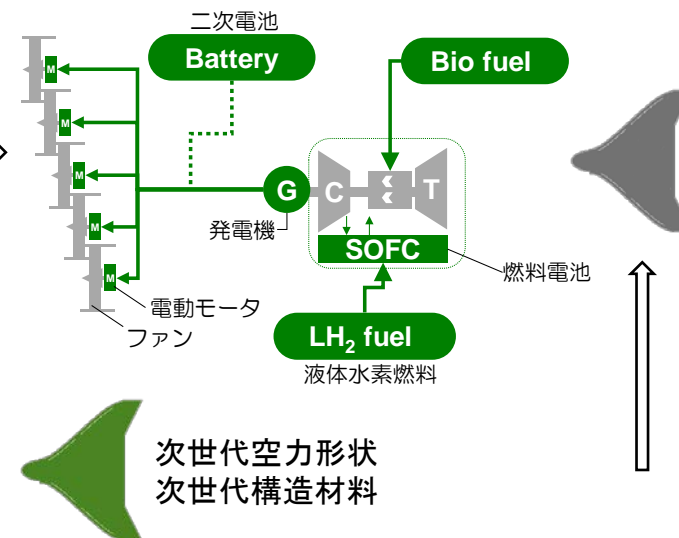 二次電池
Battery
Bio fuel
M
M
M
M
M
G
C
T
発電機
SOFC
燃料電池
電動モータ
ファン
LH₂ fuel
液体水素燃料
次世代空力形状
次世代構造材料